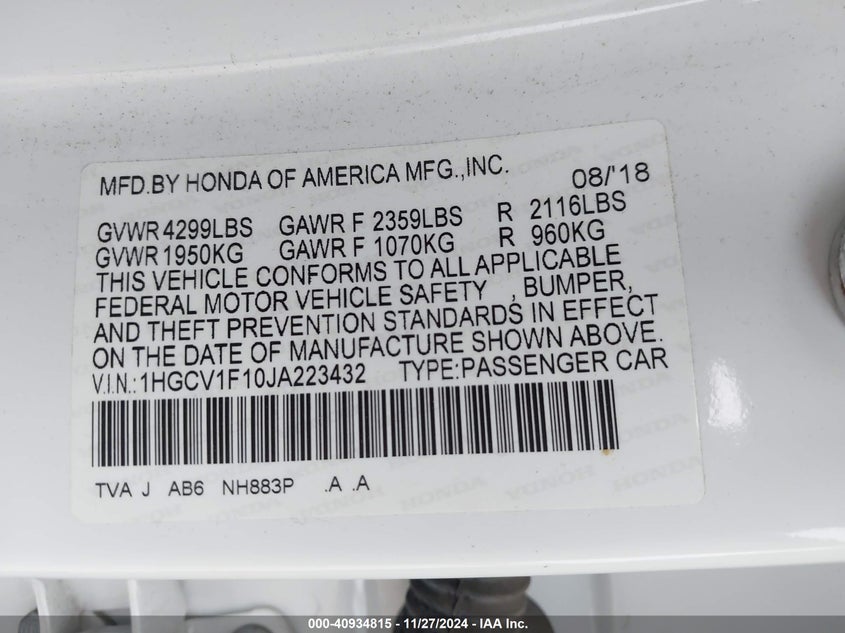 MFD.BY HONDA OF AMERICA MFG.,INC. 08/'18
GVWR 4299LBS GAWR F 2359LBS R 2116LBS
GVWR 1950KG GAWR F 1070KG R 960KG
THIS VEHICLE CONFORMS TO ALL APPLICABLE
FEDERAL MOTOR VEHICLE SAFETY , BUMPER,
AND THEFT PREVENTION STANDARDS IN EFFECT
ON THE DATE OF MANUFACTURE SHOWN ABOVE.
V.I.N.:1HGCV1F10JA223432 TYPE:PASSENGER CAR
TVA J AB6 NH883P .A .A
000-40934815 - 11/27/2024 - © IAA Inc.